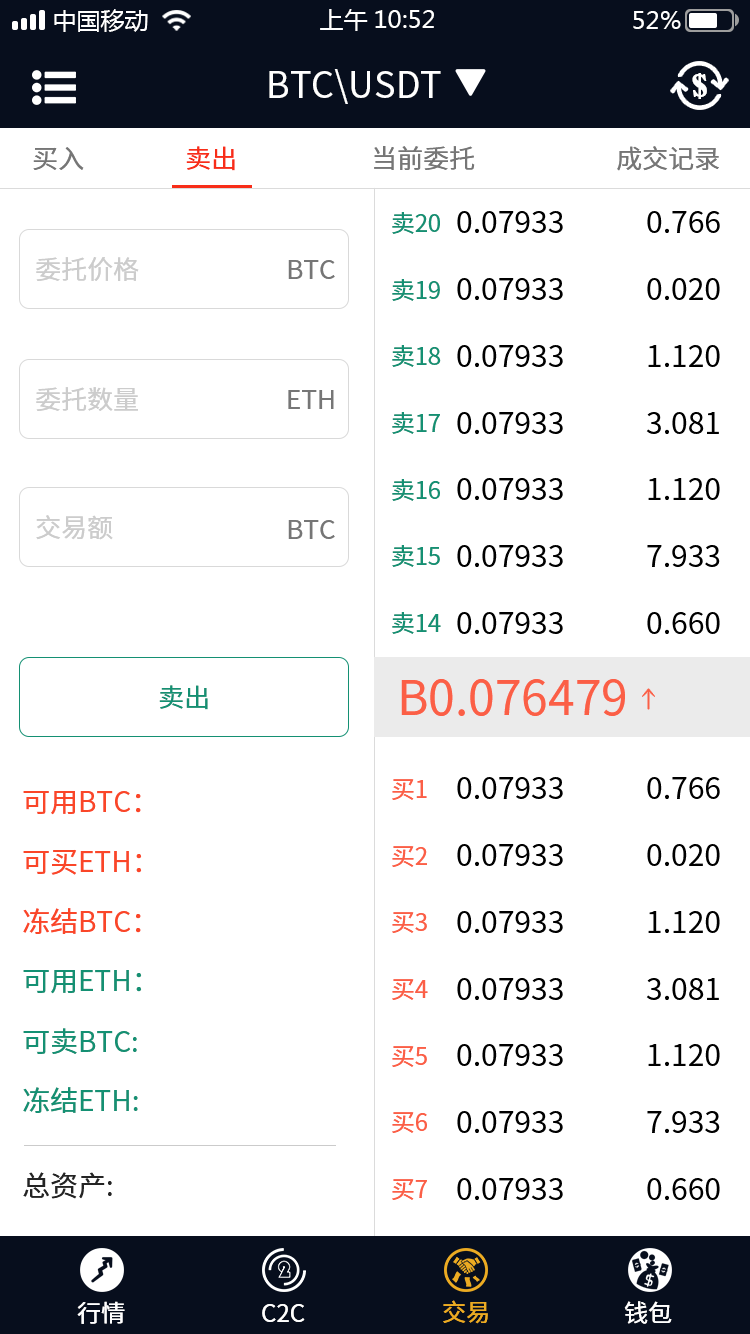 中国移动 上午 10:52 52%
BTC\USDT ▼
买入 卖出 当前委托 成交记录
委托价格 BTC
委托数量 ETH
交易额 BTC
卖出
可用BTC：
可买ETH：
冻结BTC：
可用ETH：
可卖BTC:
冻结ETH:
总资产:
卖20 0.07933 0.766
卖19 0.07933 0.020
卖18 0.07933 1.120
卖17 0.07933 3.081
卖16 0.07933 1.120
卖15 0.07933 7.933
卖14 0.07933 0.660
B0.076479↑
买1 0.07933 0.766
买2 0.07933 0.020
买3 0.07933 1.120
买4 0.07933 3.081
买5 0.07933 1.120
买6 0.07933 7.933
买7 0.07933 0.660
行情 C2C 交易 钱包